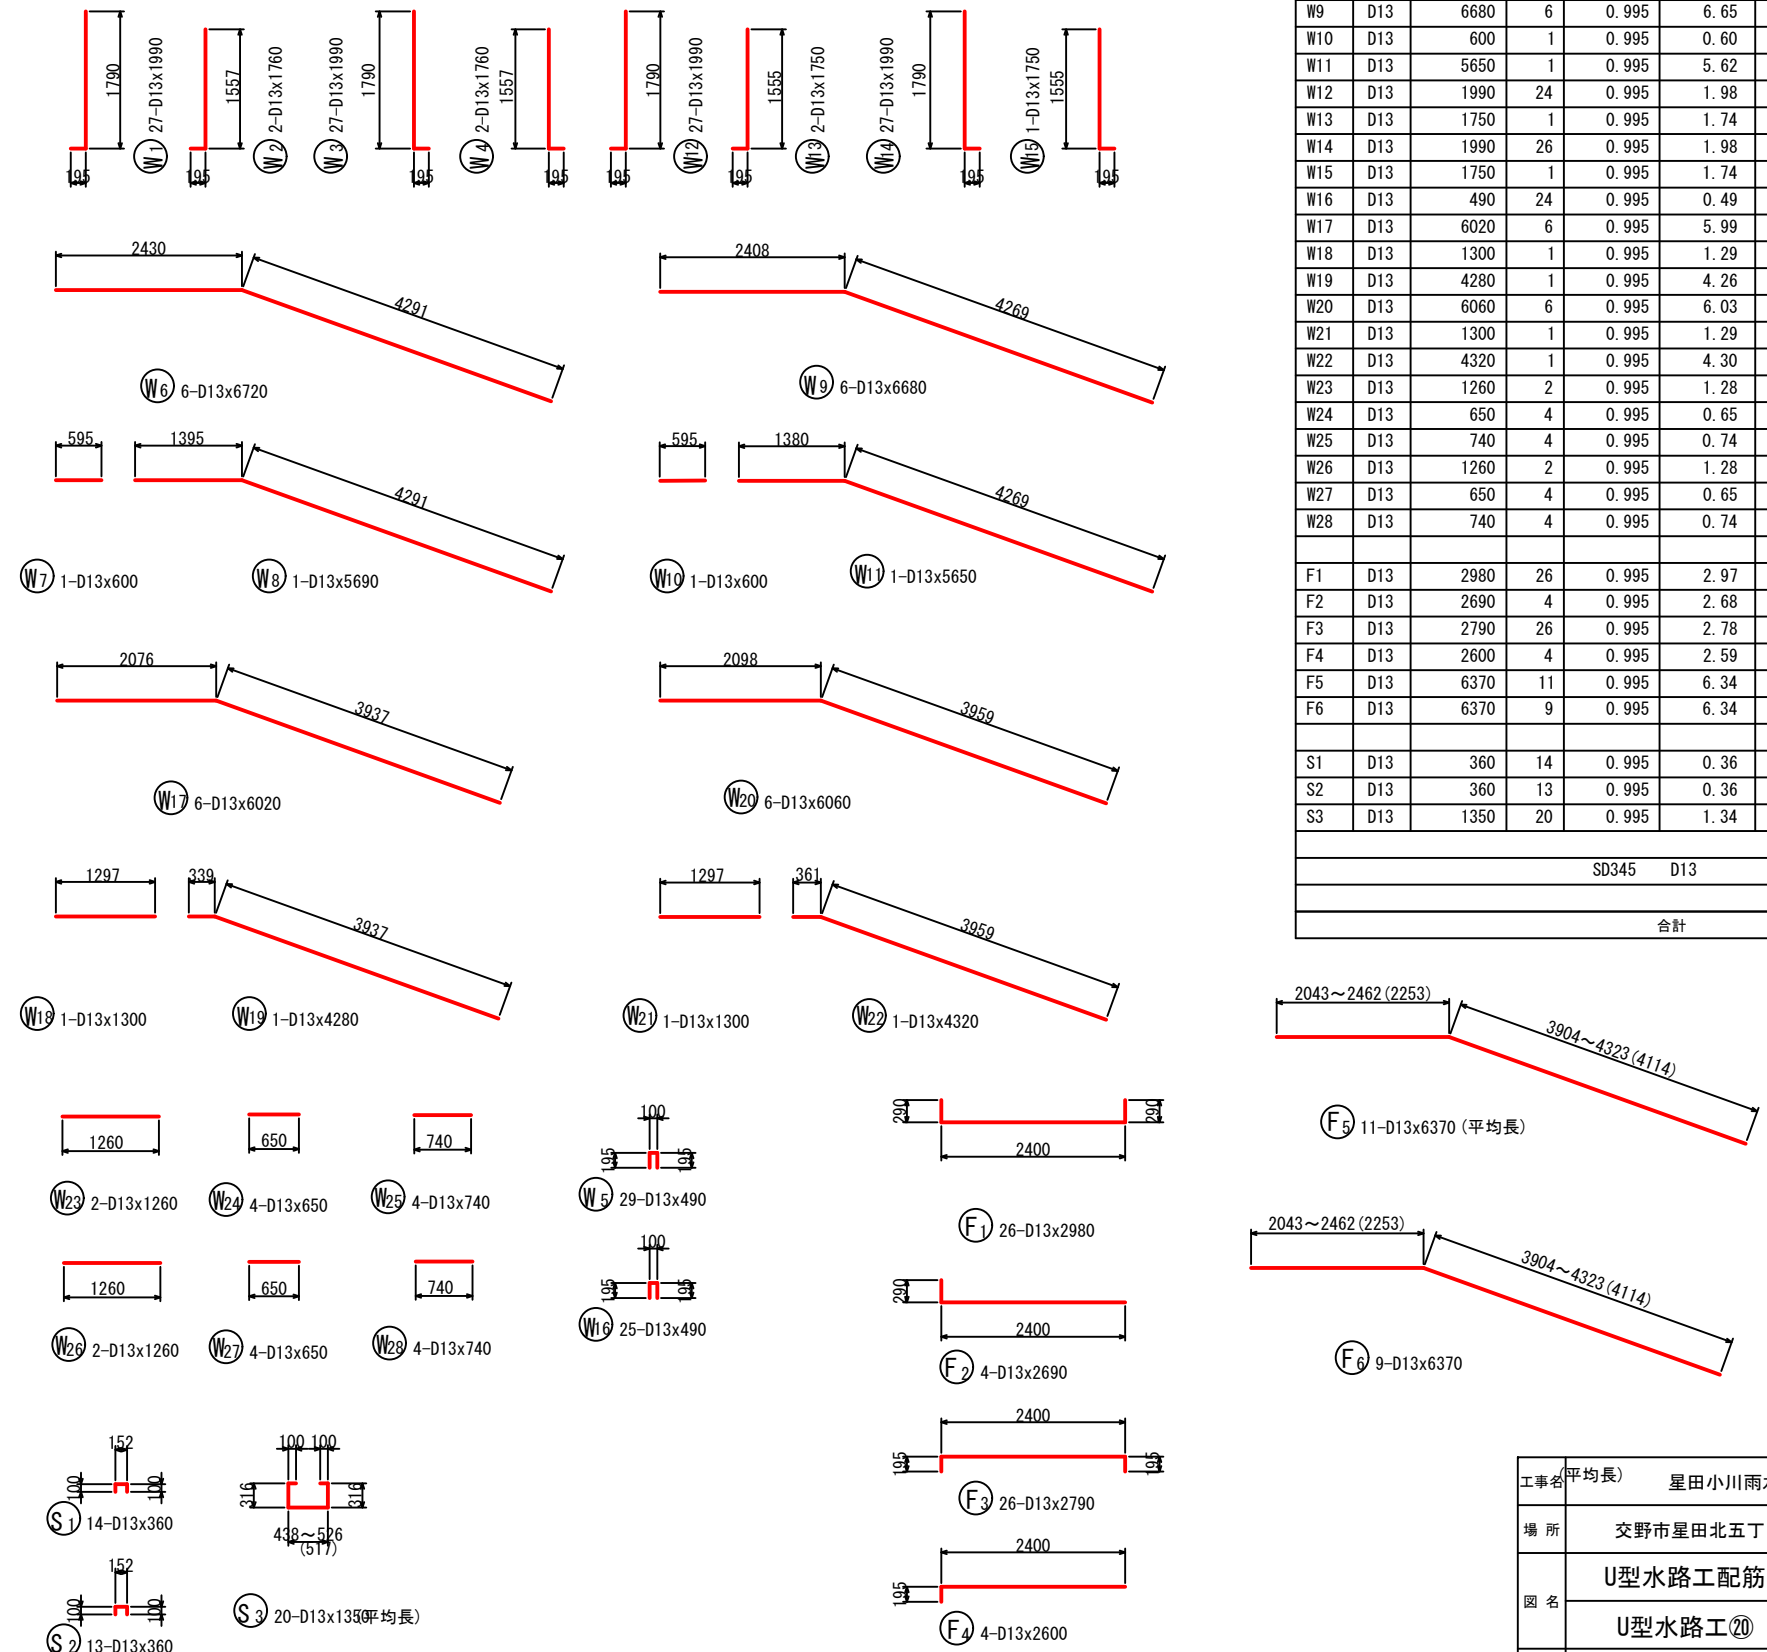 1790
195
W1 27-D13x1990
1557
195
W2 2-D13x1760
1790
195
W3 27-D13x1990
1557
195
W4 2-D13x1760
1790
195
W12 27-D13x1990
1555
195
W13 2-D13x1750
1790
195
W14 27-D13x1990
1555
195
W15 1-D13x1750
2430
4291
W6 6-D13x6720
2408
4269
W9 6-D13x6680
595
1395
4291
W7 1-D13x600
W8 1-D13x5690
595
1380
4269
W10 1-D13x600
W11 1-D13x5650
2076
3937
W17 6-D13x6020
2098
3959
W20 6-D13x6060
1297
339
3937
W18 1-D13x1300
W19 1-D13x4280
1297
361
3959
W21 1-D13x1300
W22 1-D13x4320
1260
W23 2-D13x1260
650
W24 4-D13x650
740
W25 4-D13x740
100
195
195
W5 29-D13x490
1260
W26 2-D13x1260
650
W27 4-D13x650
740
W28 4-D13x740
100
195
195
W16 25-D13x490
290
290
2400
F1 26-D13x2980
290
2400
F2 4-D13x2690
2400
195
195
F3 26-D13x2790
2400
195
F4 4-D13x2600
152
100
100
S1 14-D13x360
152
100
100
S2 13-D13x360
100 100
316
316
438～526
(517)
S3 20-D13x1350(平均長)
W9 D13 6680 6 0.995 6.65
W10 D13 600 1 0.995 0.60
W11 D13 5650 1 0.995 5.62
W12 D13 1990 24 0.995 1.98
W13 D13 1750 1 0.995 1.74
W14 D13 1990 26 0.995 1.98
W15 D13 1750 1 0.995 1.74
W16 D13 490 24 0.995 0.49
W17 D13 6020 6 0.995 5.99
W18 D13 1300 1 0.995 1.29
W19 D13 4280 1 0.995 4.26
W20 D13 6060 6 0.995 6.03
W21 D13 1300 1 0.995 1.29
W22 D13 4320 1 0.995 4.30
W23 D13 1260 2 0.995 1.28
W24 D13 650 4 0.995 0.65
W25 D13 740 4 0.995 0.74
W26 D13 1260 2 0.995 1.28
W27 D13 650 4 0.995 0.65
W28 D13 740 4 0.995 0.74
F1 D13 2980 26 0.995 2.97
F2 D13 2690 4 0.995 2.68
F3 D13 2790 26 0.995 2.78
F4 D13 2600 4 0.995 2.59
F5 D13 6370 11 0.995 6.34
F6 D13 6370 9 0.995 6.34
S1 D13 360 14 0.995 0.36
S2 D13 360 13 0.995 0.36
S3 D13 1350 20 0.995 1.34
SD345 D13
合計
2043～2462(2253)
3904～4323(4114)
F5 11-D13x6370(平均長)
2043～2462(2253)
3904～4323(4114)
F6 9-D13x6370
(平均長)
工事名 星田小川雨
場 所 交野市星田北五丁
図 名 U型水路工配筋
U型水路工⑳